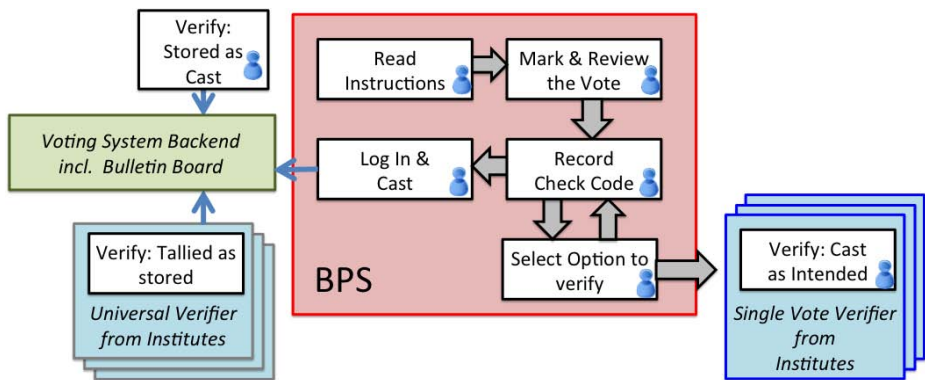 Verify:
Stored as
Cast
Voting System Backend
incl. Bulletin Board
Verify: Tallied as
stored
Universal Verifier
from Institutes
Read
Instructions
Mark & Review
the Vote
Log In &
Cast
Record
Check Code
Select Option to
verify
BPS
Verify: Cast
as Intended
Single Vote Verifier
from
Institutes